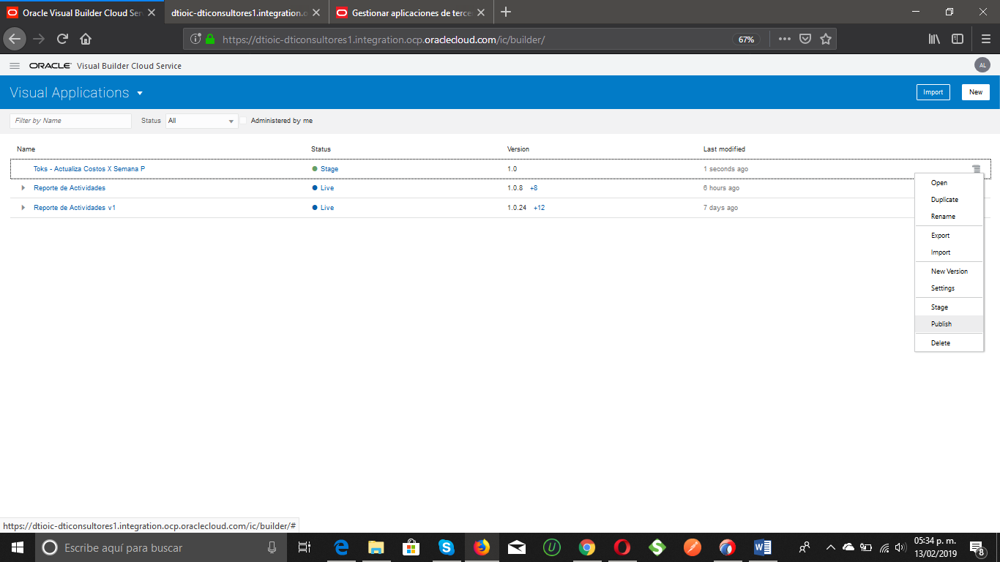 Oracle Visual Builder Cloud Ser
dtioic-dticonsultores1.integration.o
Gestionar aplicaciones de terce
https://dtioic-dticonsultores1.integration.ocp.oraclecloud.com/ic/builder/
67%
ORACLE Visual Builder Cloud Service
AL
Visual Applications
Import
New
Filter by Name
Status
All
Administered by me
Name Status Version Last modified
Toks - Actualiza Costos X Semana P Stage 1.0 1 seconds ago
Reporte de Actividades Live 1.0.8 +8 6 hours ago
Reporte de Actividades v1 Live 1.0.24 +12 7 days ago
Open
Duplicate
Rename
Export
Import
New Version
Settings
Stage
Publish
Delete
https://dtioic-dticonsultores1.integration.ocp.oraclecloud.com/ic/builder/#
Escribe aquí para buscar
05:34 p. m.
13/02/2019
8